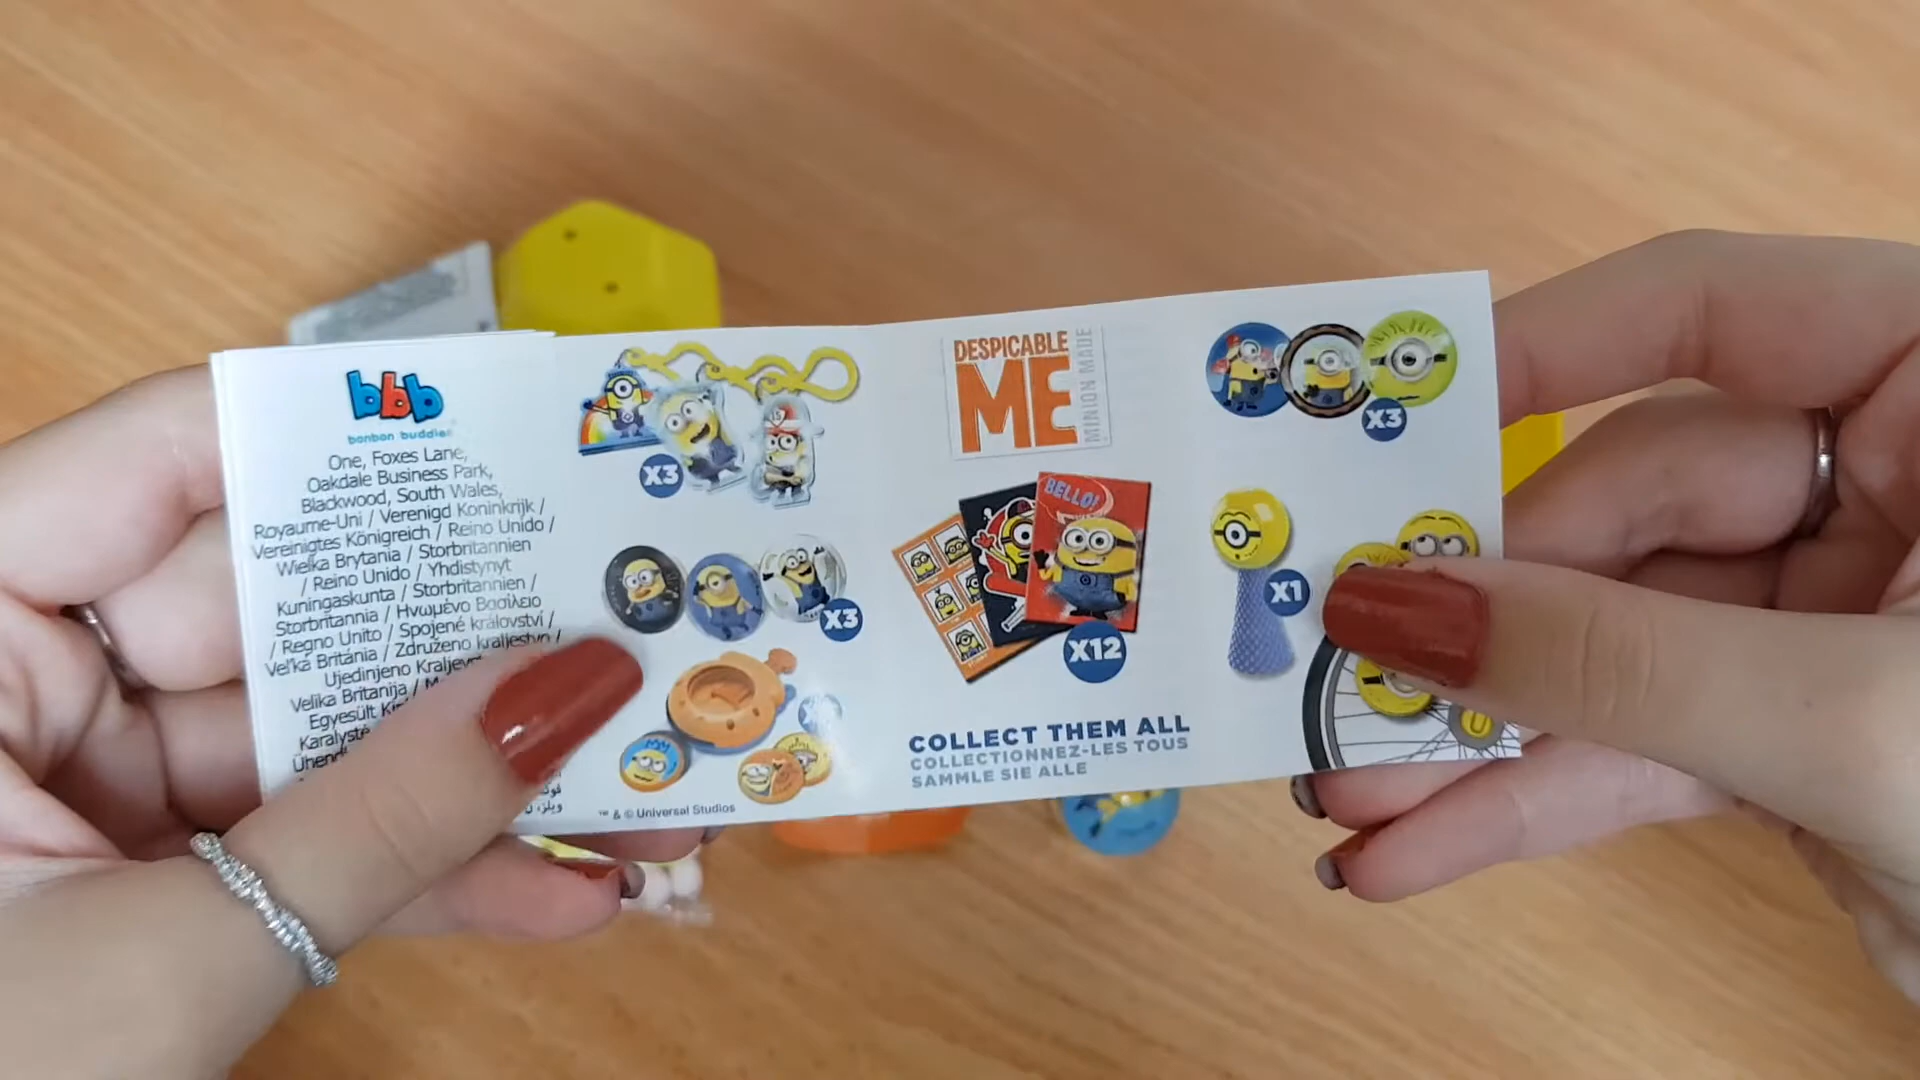 bbb
bonbon buddies
One, Foxes Lane,
Oakdale Business Park,
Blackwood, South Wales,
Royaume-Uni / Verenigd Koninkrijk /
Vereinigtes Königreich / Reino Unido /
Wielka Brytania / Storbritannien
/ Reino Unido / Yhdistynyt
Kuningaskunta / Storbritannien /
Storbritannia / Ηνωμένο Βασίλειο
/ Regno Unito / Spojené království /
Veľká Británia / Združeno kraljestvo /
Ujedinjeno
Velika Britanija /
Egyesült
X3
X3
™ & © Universal Studios
DESPICABLE
ME
MINION MADE
BELLO!
X12
COLLECT THEM ALL
COLLECTIONNEZ-LES TOUS
SAMMLE SIE ALLE
X3
X1
U